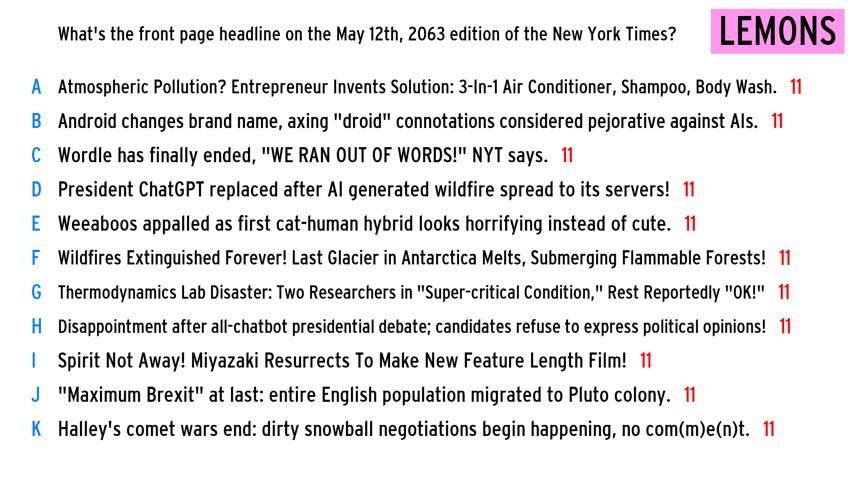 What's the front page headline on the May 12th, 2063 edition of the New York Times?
LEMONS
A Atmospheric Pollution? Entrepreneur Invents Solution: 3-In-1 Air Conditioner, Shampoo, Body Wash. 11
B Android changes brand name, axing "droid" connotations considered pejorative against AIs. 11
C Wordle has finally ended, "WE RAN OUT OF WORDS!" NYT says. 11
D President ChatGPT replaced after AI generated wildfire spread to its servers! 11
E Weeaboos appalled as first cat-human hybrid looks horrifying instead of cute. 11
F Wildfires Extinguished Forever! Last Glacier in Antarctica Melts, Submerging Flammable Forests! 11
G Thermodynamics Lab Disaster: Two Researchers in "Super-critical Condition," Rest Reportedly "OK!" 11
H Disappointment after all-chatbot presidential debate; candidates refuse to express political opinions! 11
I Spirit Not Away! Miyazaki Resurrects To Make New Feature Length Film! 11
J "Maximum Brexit" at last: entire English population migrated to Pluto colony. 11
K Halley's comet wars end: dirty snowball negotiations begin happening, no com(m)e(n)t. 11